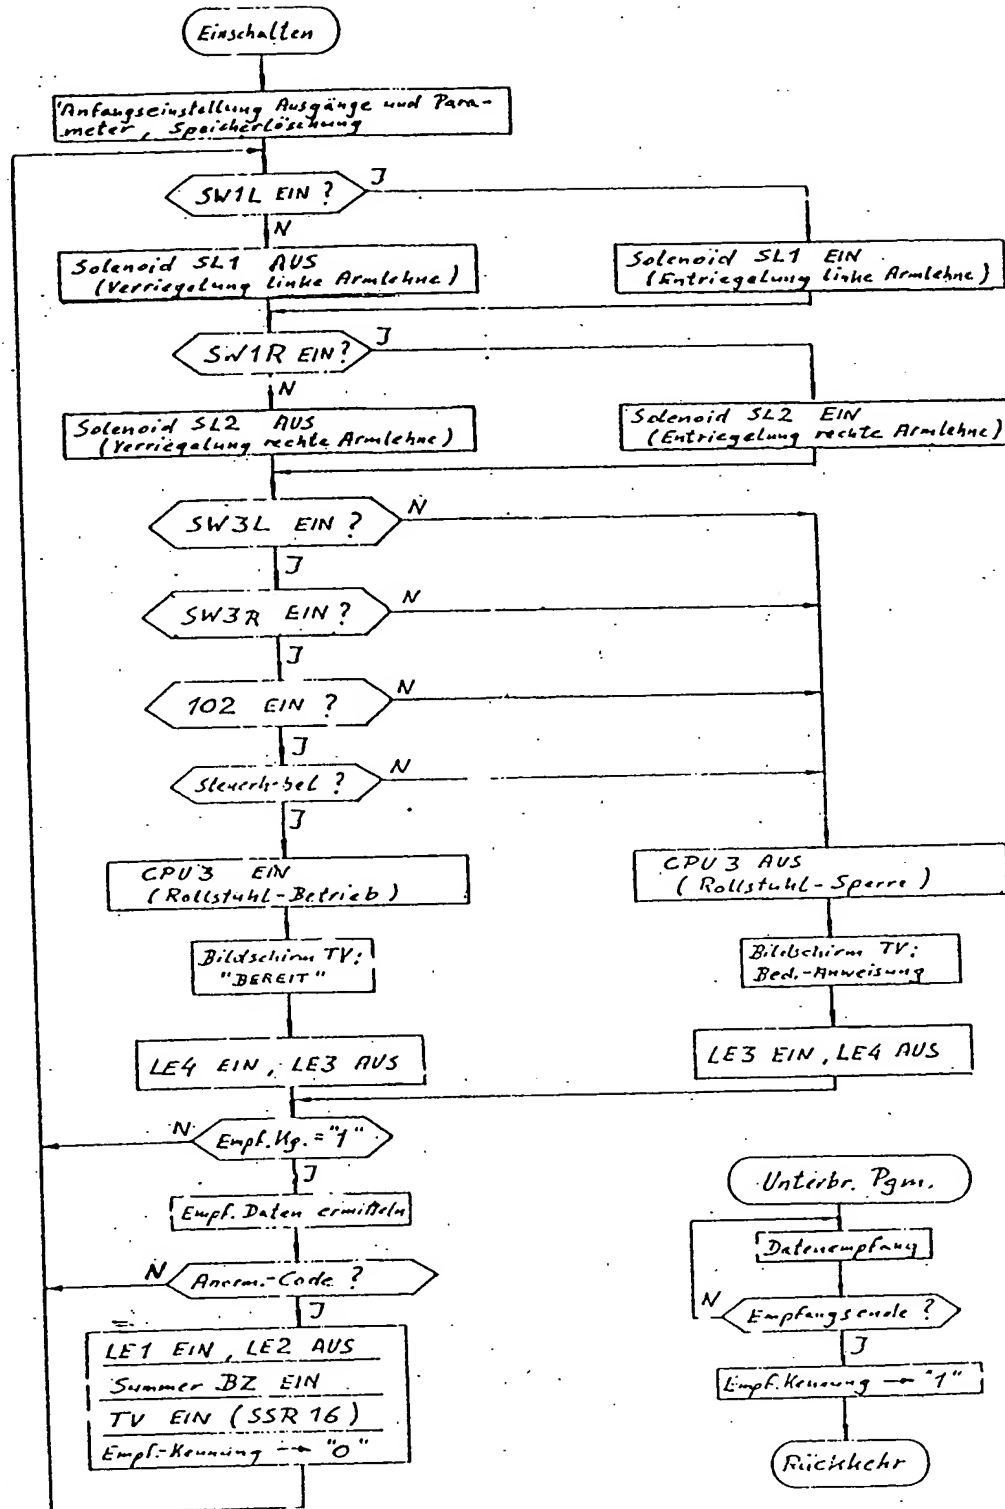 Einschalten
Anfangseinstellung Ausgänge und Para-
meter, Speicherlöschung
SW1L EIN ?
J
N
Solenoid SL1 AUS
(Verriegelung linke Armlehne)
Solenoid SL1 EIN
(Entriegelung linke Armlehne)
SW1R EIN?
J
N
Solenoid SL2 AUS
(Verriegelung rechte Armlehne)
Solenoid SL2 EIN
(Entriegelung rechte Armlehne)
SW3L EIN ?
N
J
SW3R EIN?
N
J
102 EIN ?
N
J
Steuerhebel ?
N
J
CPU3 EIN
(Rollstuhl-Betrieb)
CPU3 AUS
(Rollstuhl-Sperre)
Bildschirm TV:
"BEREIT"
Bildschirm TV:
Bed.-Anweisung
LE4 EIN, LE3 AUS
LE3 EIN, LE4 AUS
N
Empf.Kg.="1"
J
Empf. Daten ermitteln
N
-Code ?
J
LE1 EIN, LE2 AUS
Summer BZ EIN
TV EIN (SSR 16)
Empf.-Kennung → "0"
Unterbr. Pgm.
Datenempfang
N
Empfangsende ?
J
Empf.Kennung → "1"
Rückkehr